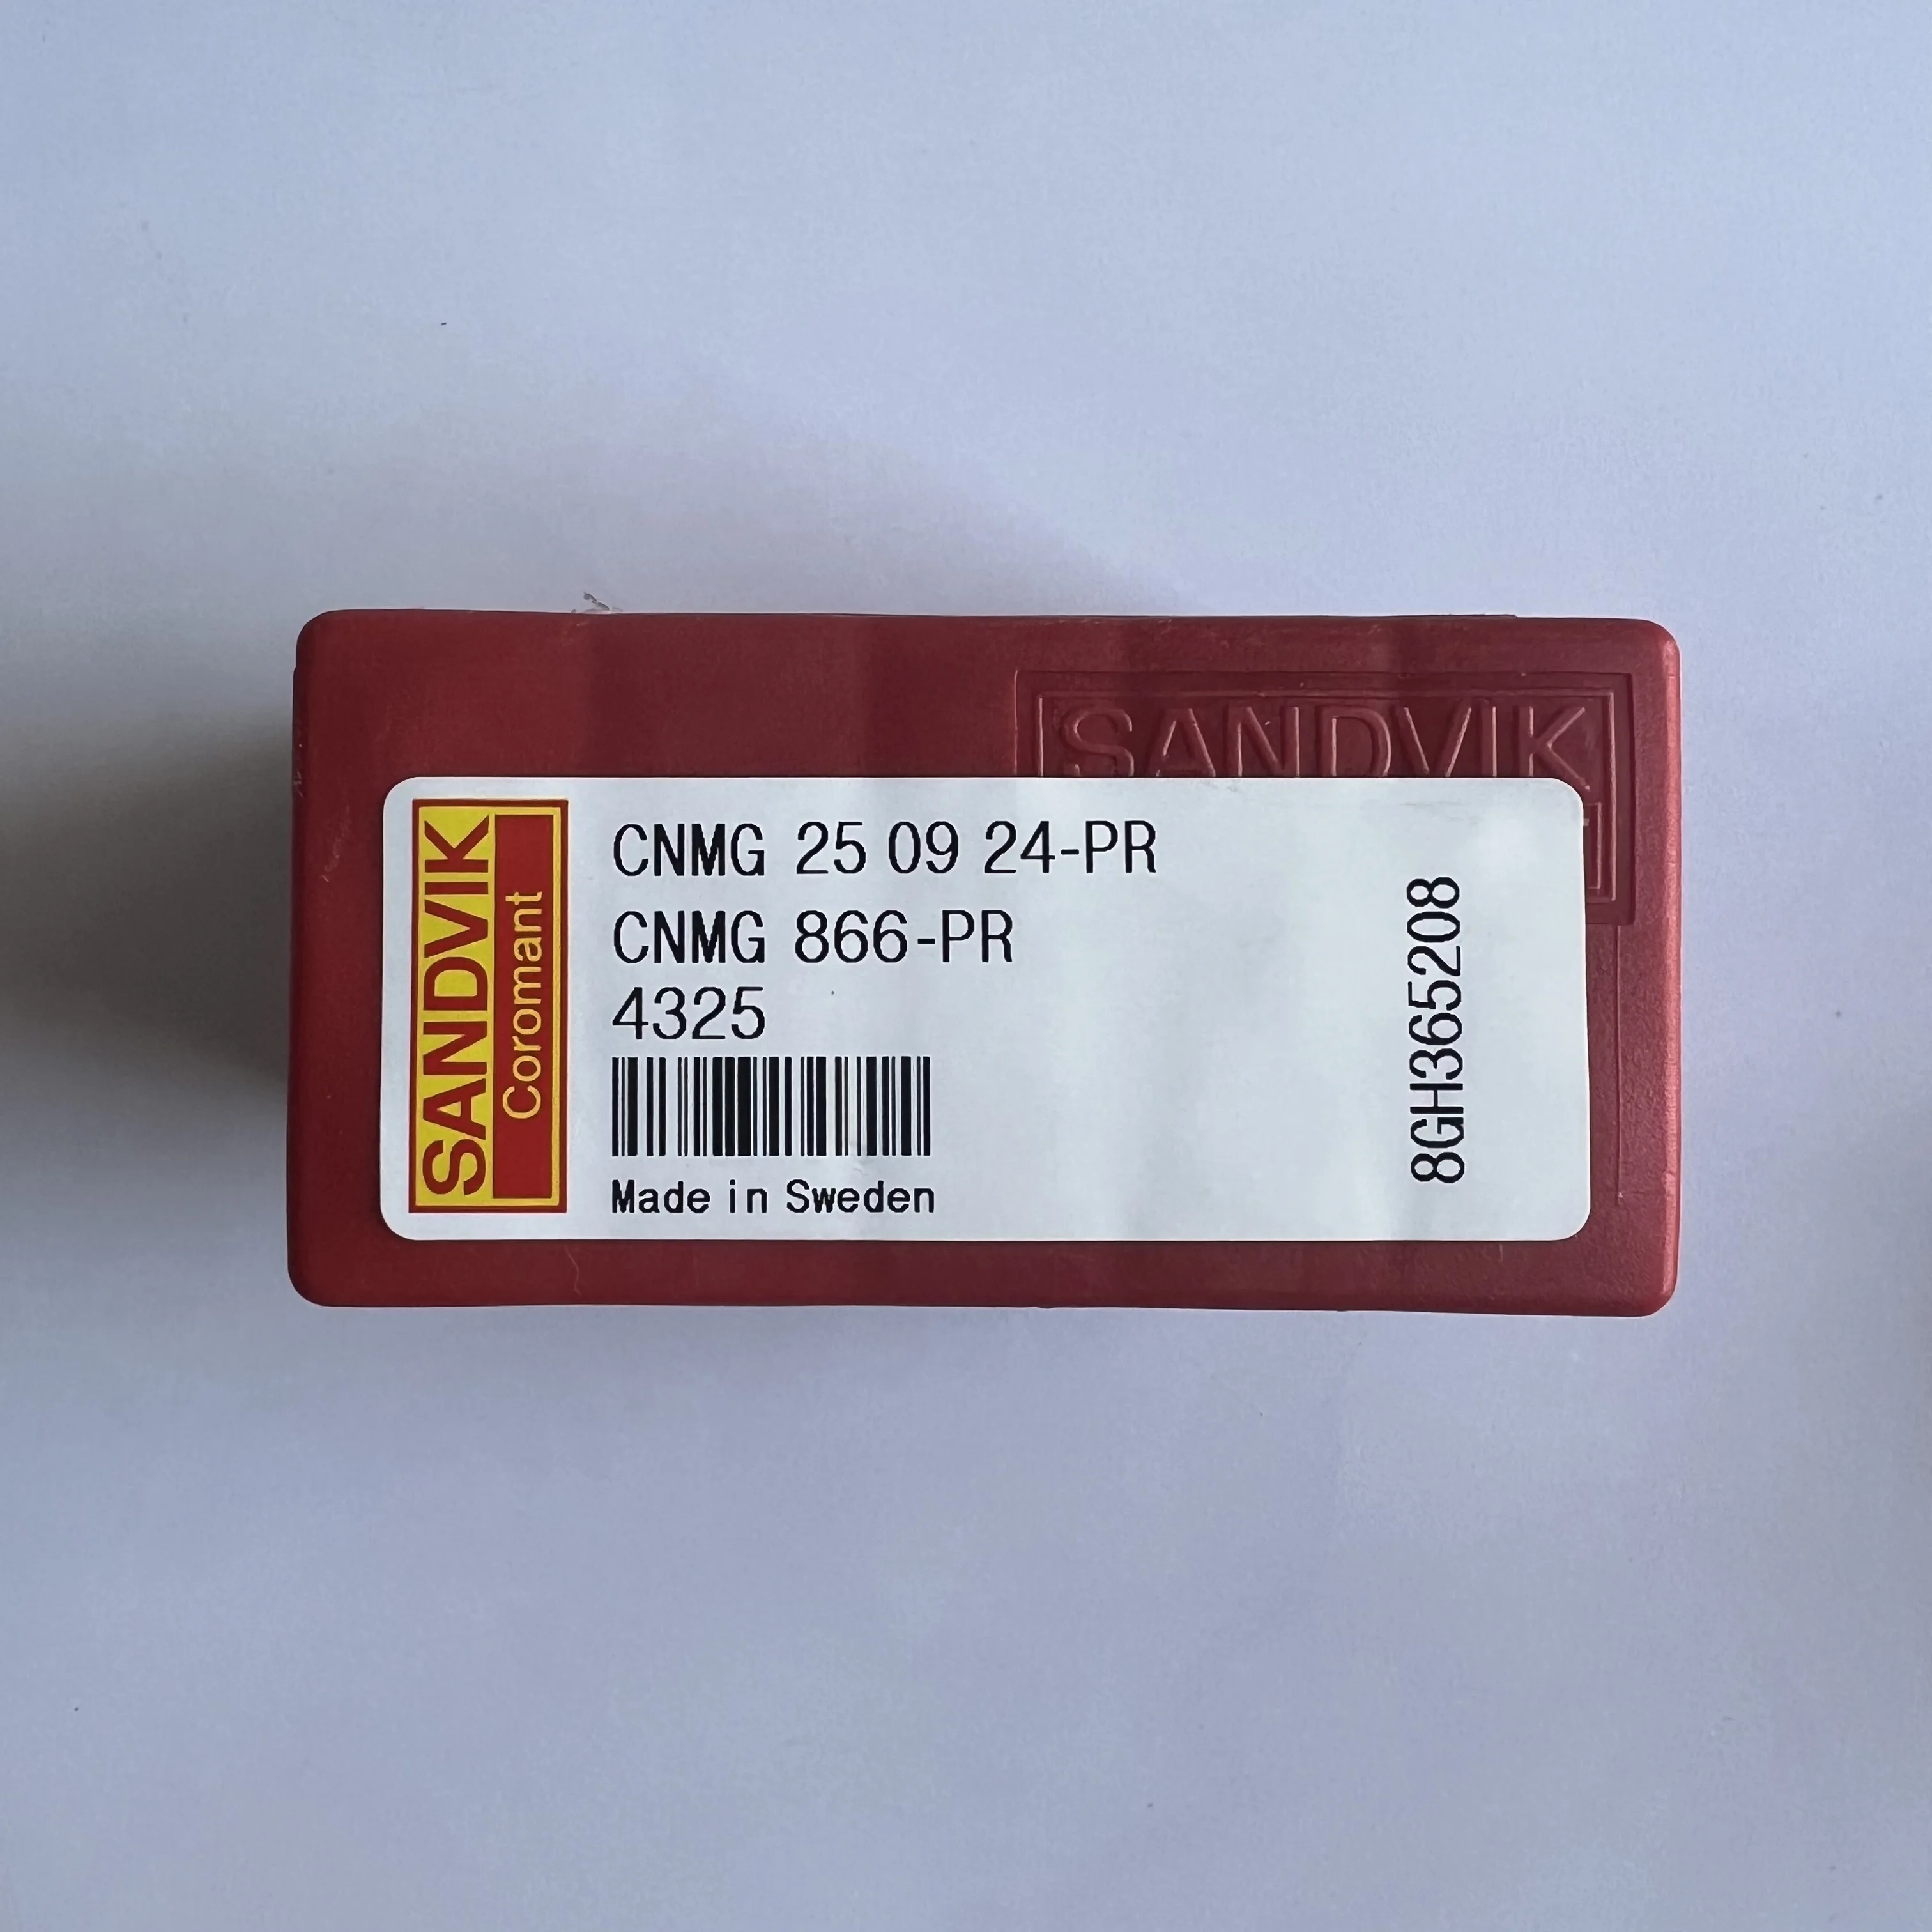 SANDVIK
SANDVIK
Coromant
CNMG 25 09 24-PR
CNMG 866-PR
4325
Made in Sweden
8GH365208